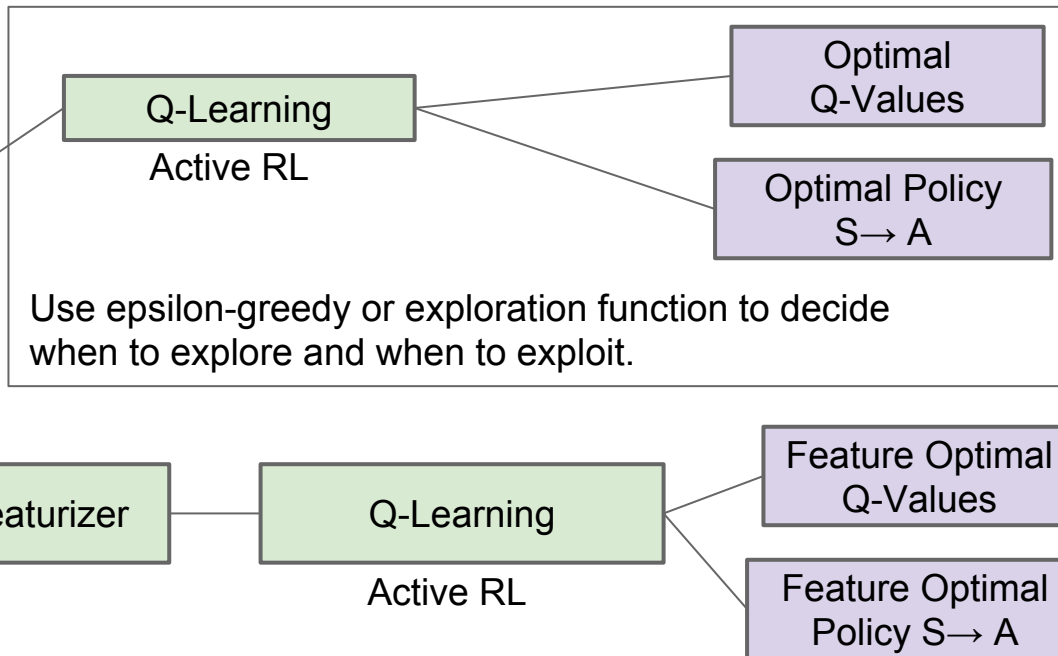 Optimal
Q-Values
Q-Learning
Active RL
Optimal Policy
S→ A
Use epsilon-greedy or exploration function to decide
when to explore and when to exploit.
Feature Optimal
Q-Values
eaturizer
Q-Learning
Active RL
Feature Optimal
Policy S→ A